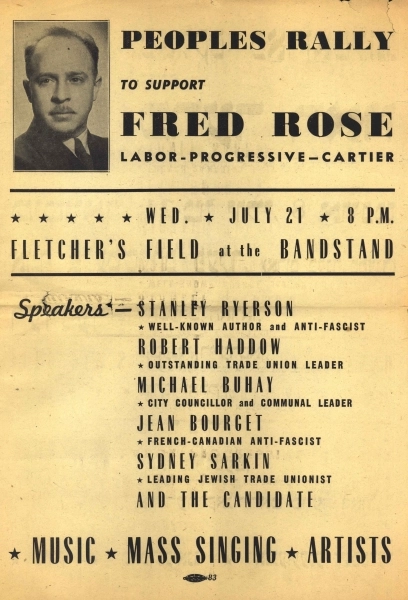 PEOPLES RALLY
TO SUPPORT
FRED ROSE
LABOR-PROGRESSIVE-CARTIER
★ ★ ★ ★ ★ WED. ★ JULY 21 ★ 8 P.M.
FLETCHER'S FIELD at the BANDSTAND
Speakers — STANLEY RYERSON
★ WELL-KNOWN AUTHOR and ANTI-FASCIST
ROBERT HADDOW
★ OUTSTANDING TRADE UNION LEADER
MICHAEL BUHAY
★ CITY COUNCILLOR and COMMUNAL LEADER
JEAN BOURGET
★ FRENCH-CANADIAN ANTI-FASCIST
SYDNEY SARKIN
★ LEADING JEWISH TRADE UNIONIST
AND THE CANDIDATE
★ MUSIC ★ MASS SINGING ★ ARTISTS
83